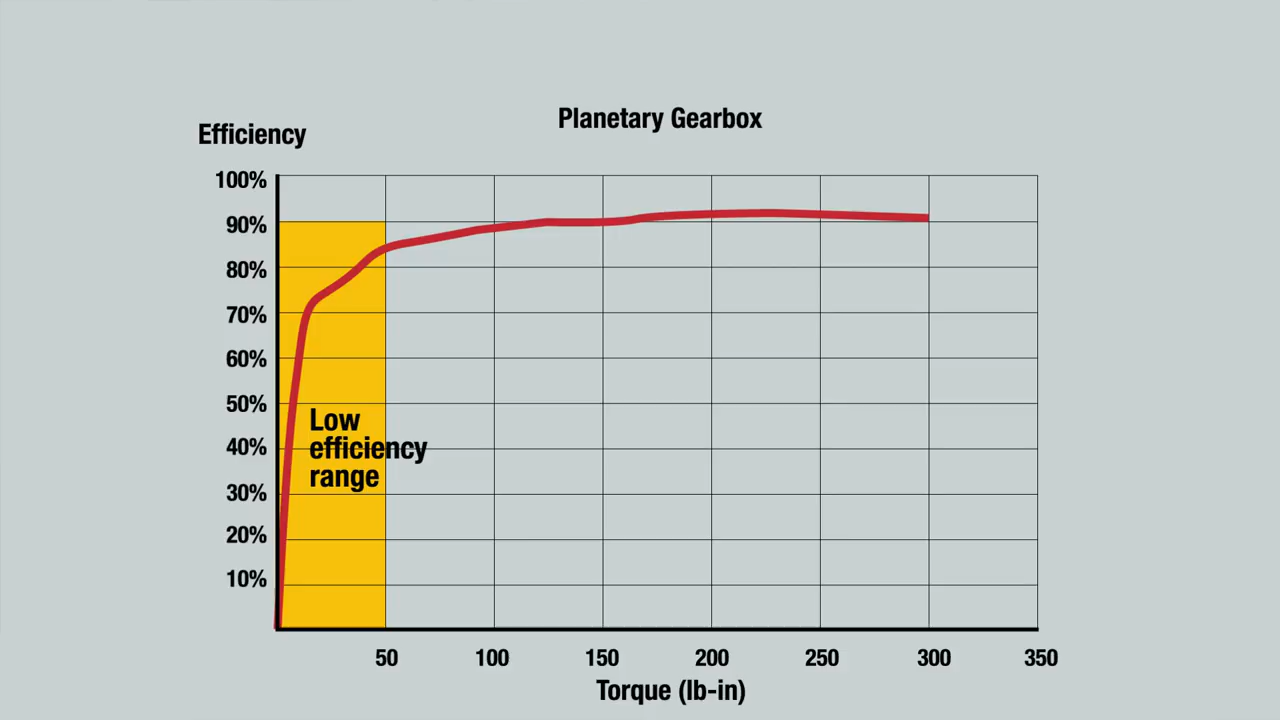 Planetary Gearbox
Efficiency
100%
90%
80%
70%
60%
50%
40%
30%
20%
10%
Low
efficiency
range
50 100 150 200 250 300 350
Torque (lb-in)